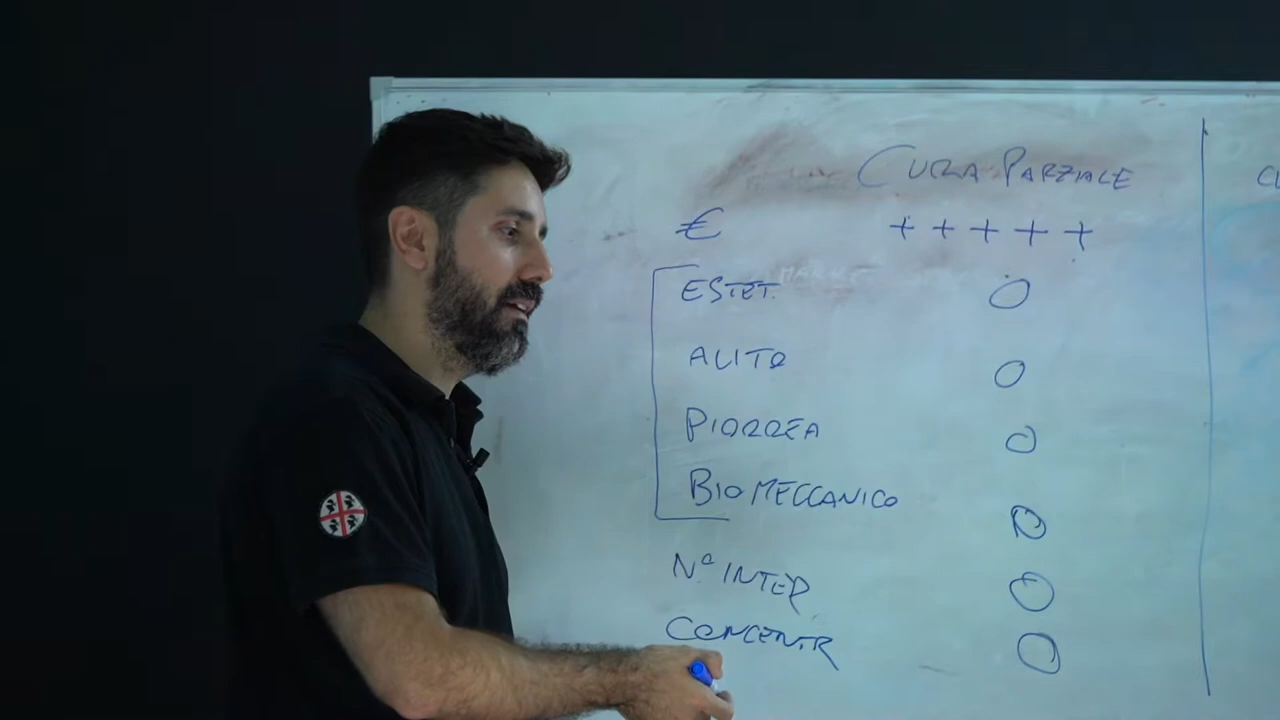 CURA PARZIALE
€ + + + + +
ESTET. O
ALITO O
PIORREA O
BIOMECCANICO O
N° INTER. O
CONCENTR O